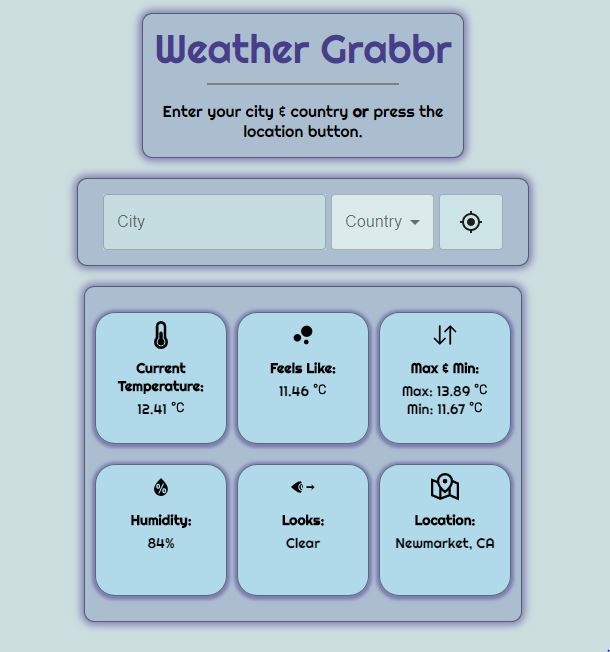 Weather Grabbr
Enter your city & country or press the
location button.
City
Country
Current
Temperature:
12.41 °C
Feels Like:
11.46 °C
Max & Min:
Max: 13.89 °C
Min: 11.67 °C
%
Humidity:
84%
Looks:
Clear
Location:
Newmarket, CA